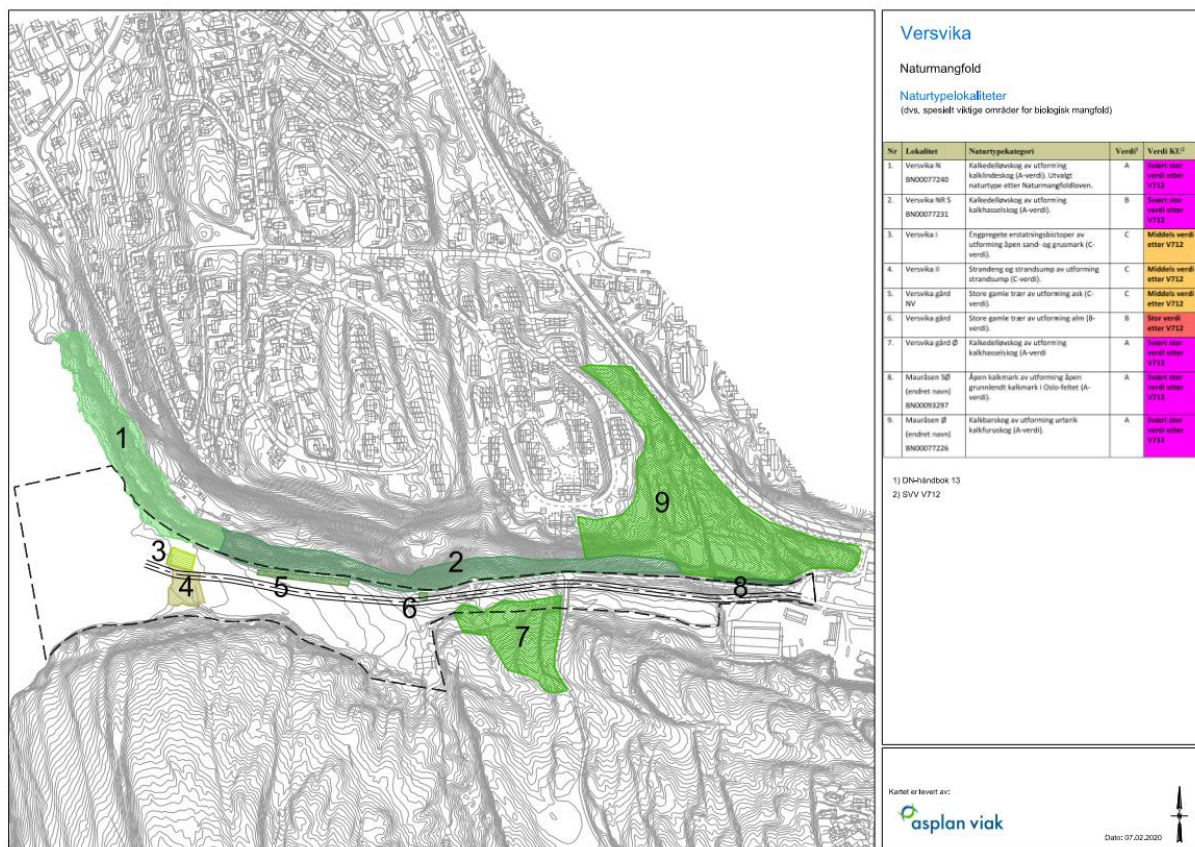 Versvika
Naturmangfold
Naturtypelokaliteter
(dvs, spesielt viktige områder for biologisk mangfold)
Nr Lokalitet Naturtypekategori Verdi¹ Verdi KU²
1. Versvika N Kalkedelløvskog av utforming A Svært stor
kalklindeskog (A-verdi). Utvalgt verdi etter
BN00077240 naturtype etter Naturmangfoldloven. V712
2. Versvika NR S Kalkedelløvskog av utforming B Svært stor
kalkhasselskog (A-verdi). verdi etter
BN00077231 V712
3. Versvika I Engpregete erstatningsbiotoper av C Middels verdi
utforming åpen sand- og grusmark (C- etter V712
verdi).
4. Versvika II Strandeng og strandsump av utforming C Middels verdi
strandsump (C-verdi). etter V712
5. Versvika gård Store gamle trær av utforming ask (C- C Middels verdi
NV verdi). etter V712
6. Versvika gård Store gamle trær av utforming alm (B- B Stor verdi
verdi). etter V712
7. Versvika gård Ø Kalkedelløvskog av utforming A Svært stor
kalkhasselskog (A-verdi verdi etter
V712
8. Mauråsen SØ Åpen kalkmark av utforming åpen A Svært stor
(endret navn) grunnlendt kalkmark i Oslo-feltet (A- verdi etter
BN00093297 verdi). V712
9. Mauråsen Ø Kalkbarskog av utforming urterik A Svært stor
(endret navn) kalkfuruskog (A-verdi). verdi etter
BN00077226 V712
1) DN-håndbok 13
2) SVV V712
1
2
3
4
5
6
7
8
9
Kartet er levert av:
asplan viak
N
Dato: 07.02.2020